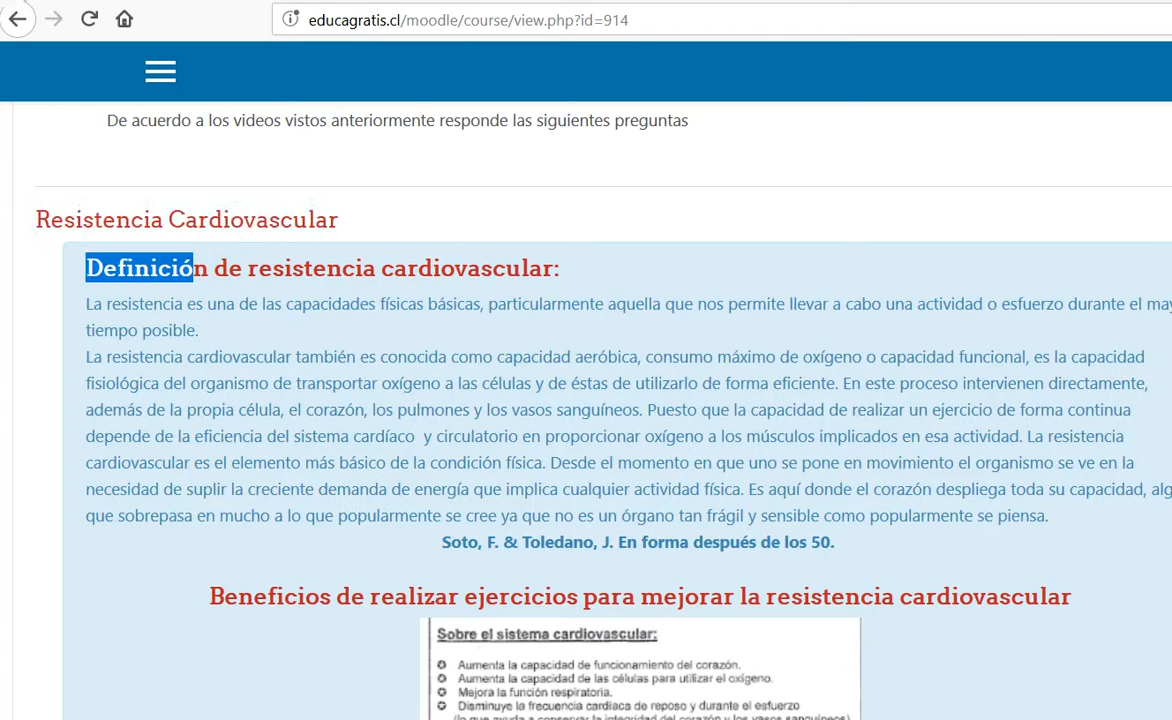 educagratis.cl/moodle/course/view.php?id=914
De acuerdo a los videos vistos anteriormente responde las siguientes preguntas
Resistencia Cardiovascular
Definición de resistencia cardiovascular:
La resistencia es una de las capacidades físicas básicas, particularmente aquella que nos permite llevar a cabo una actividad o esfuerzo durante el
tiempo posible.
La resistencia cardiovascular también es conocida como capacidad aeróbica, consumo máximo de oxígeno o capacidad funcional, es la capacidad
fisiológica del organismo de transportar oxígeno a las células y de éstas de utilizarlo de forma eficiente. En este proceso intervienen directamente,
además de la propia célula, el corazón, los pulmones y los vasos sanguíneos. Puesto que la capacidad de realizar un ejercicio de forma continua
depende de la eficiencia del sistema cardíaco y circulatorio en proporcionar oxígeno a los músculos implicados en esa actividad. La resistencia
cardiovascular es el elemento más básico de la condición física. Desde el momento en que uno se pone en movimiento el organismo se ve en la
necesidad de suplir la creciente demanda de energía que implica cualquier actividad física. Es aquí donde el corazón despliega toda su capacidad,
que sobrepasa en mucho a lo que popularmente se cree ya que no es un órgano tan frágil y sensible como popularmente se piensa.
Soto, F. & Toledano, J. En forma después de los 50.
Beneficios de realizar ejercicios para mejorar la resistencia cardiovascular
Sobre el sistema cardiovascular:
Aumenta la capacidad de funcionamiento del corazón.
Aumenta la capacidad de las células para utilizar el oxígeno.
Mejora la función respiratoria.
Disminuye la frecuencia cardiaca de reposo y durante el esfuerzo
(lo que ayuda a conservar la integridad del corazón y los vasos sanguíneos)